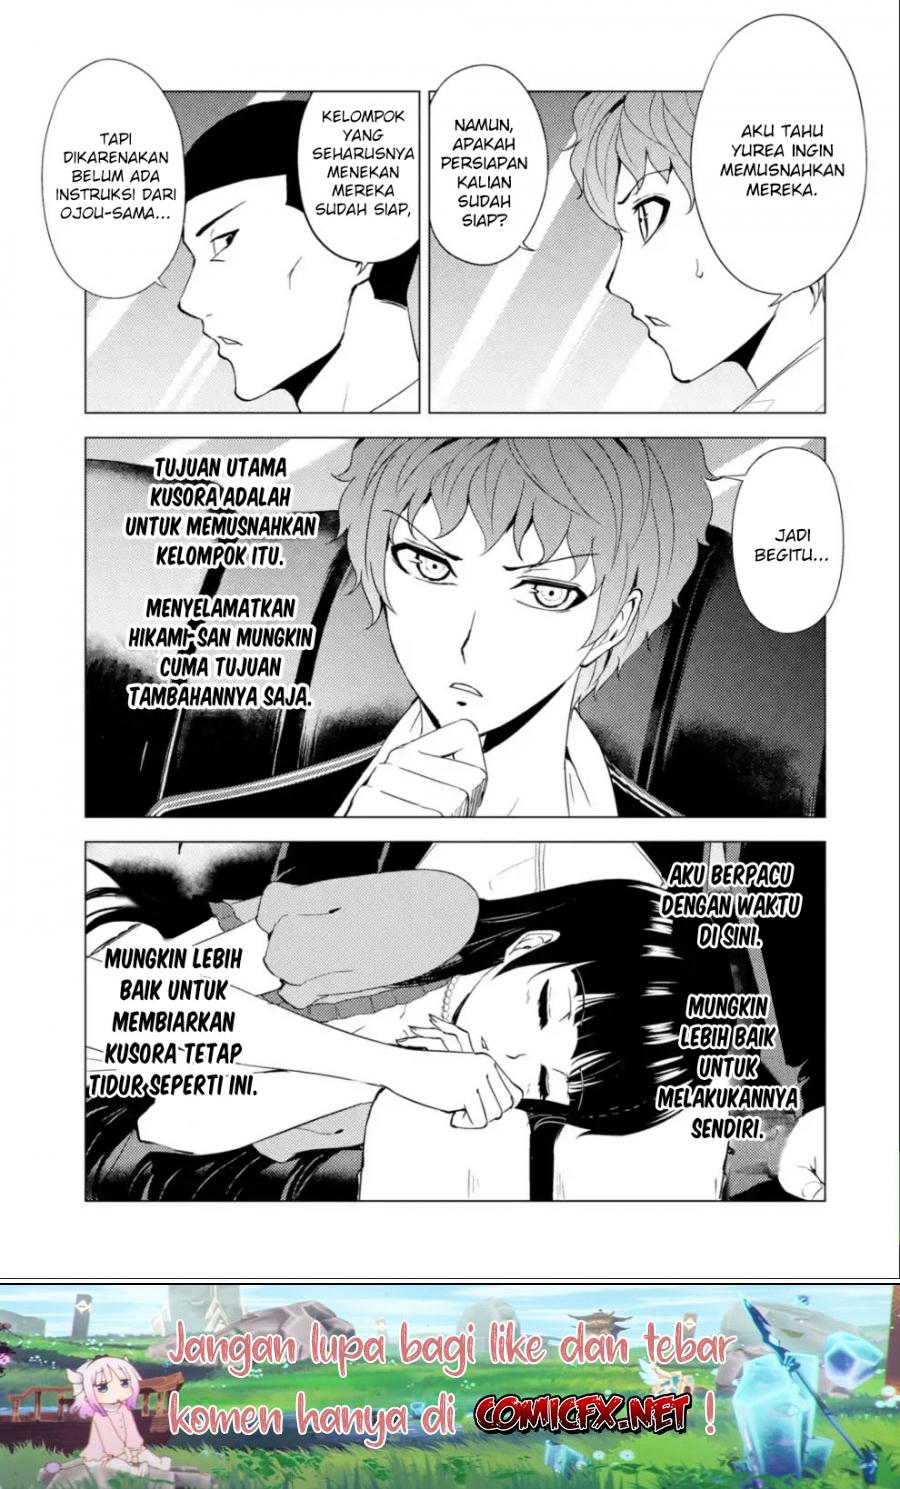 AKU TAHU
YUREA INGIN
MEMUSNAHKAN
MEREKA.
NAMUN,
APAKAH
PERSIAPAN
KALIAN
SUDAH
SIAP?
KELOMPOK
YANG
SEHARUSNYA
MENEKAN
MEREKA
SUDAH SIAP,
TAPI
DIKARENAKAN
BELUM ADA
INSTRUKSI DARI
OJOU-SAMA...
JADI
BEGITU...
TUJUAN UTAMA
KUSORA ADALAH
UNTUK MEMUSNAHKAN
KELOMPOK ITU.
MENYELAMATKAN
HIKAMI-SAN MUNGKIN
CUMA TUJUAN
TAMBAHANNYA SAJA.
AKU BERPACU
DENGAN WAKTU
DI SINI.
MUNGKIN
LEBIH BAIK
UNTUK
MELAKUKANNYA
SENDIRI.
MUNGKIN LEBIH
BAIK UNTUK
MEMBIARKAN
KUSORA TETAP
TIDUR SEPERTI INI.
Jangan lupa bagi like dan tebar
komen hanya di COMICFX.NET !